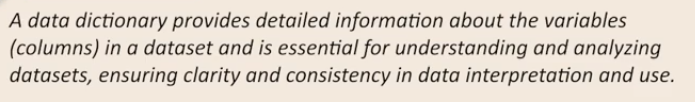 A data dictionary provides detailed information about the variables
(columns) in a dataset and is essential for understanding and analyzing
datasets, ensuring clarity and consistency in data interpretation and use.